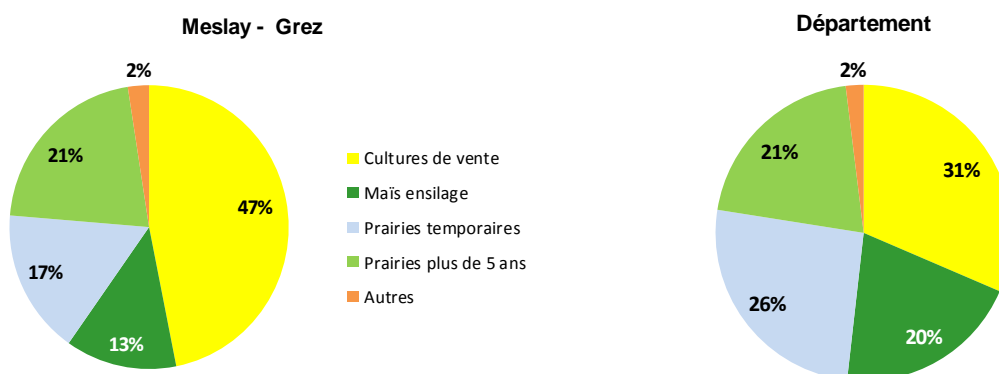 Meslay - Grez
2%
21%
47%
17%
13%
Cultures de vente
Maïs ensilage
Prairies temporaires
Prairies plus de 5 ans
Autres
Département
2%
21%
31%
26%
20%